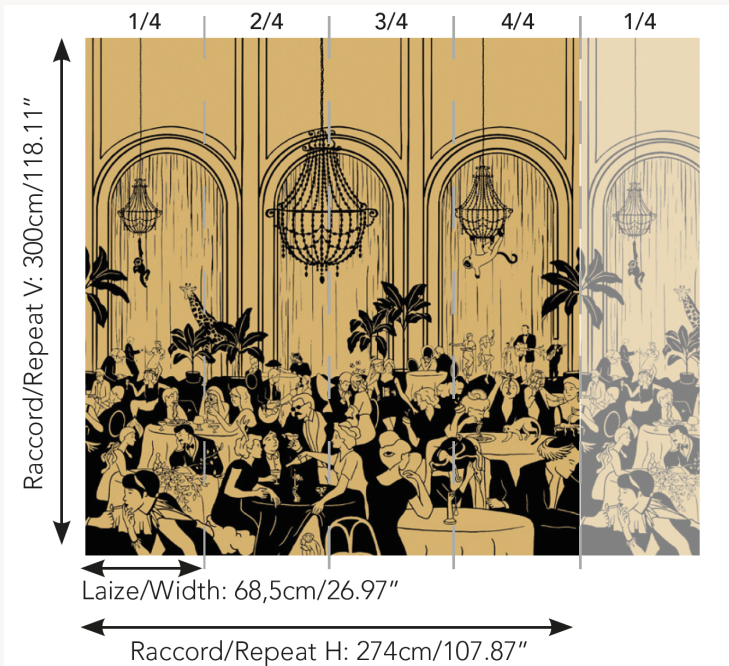 1/4 2/4 3/4 4/4 1/4
Raccord/Repeat V: 300cm/118.11”
Laize/Width: 68,5cm/26.97”
Raccord/Repeat H: 274cm/107.87”